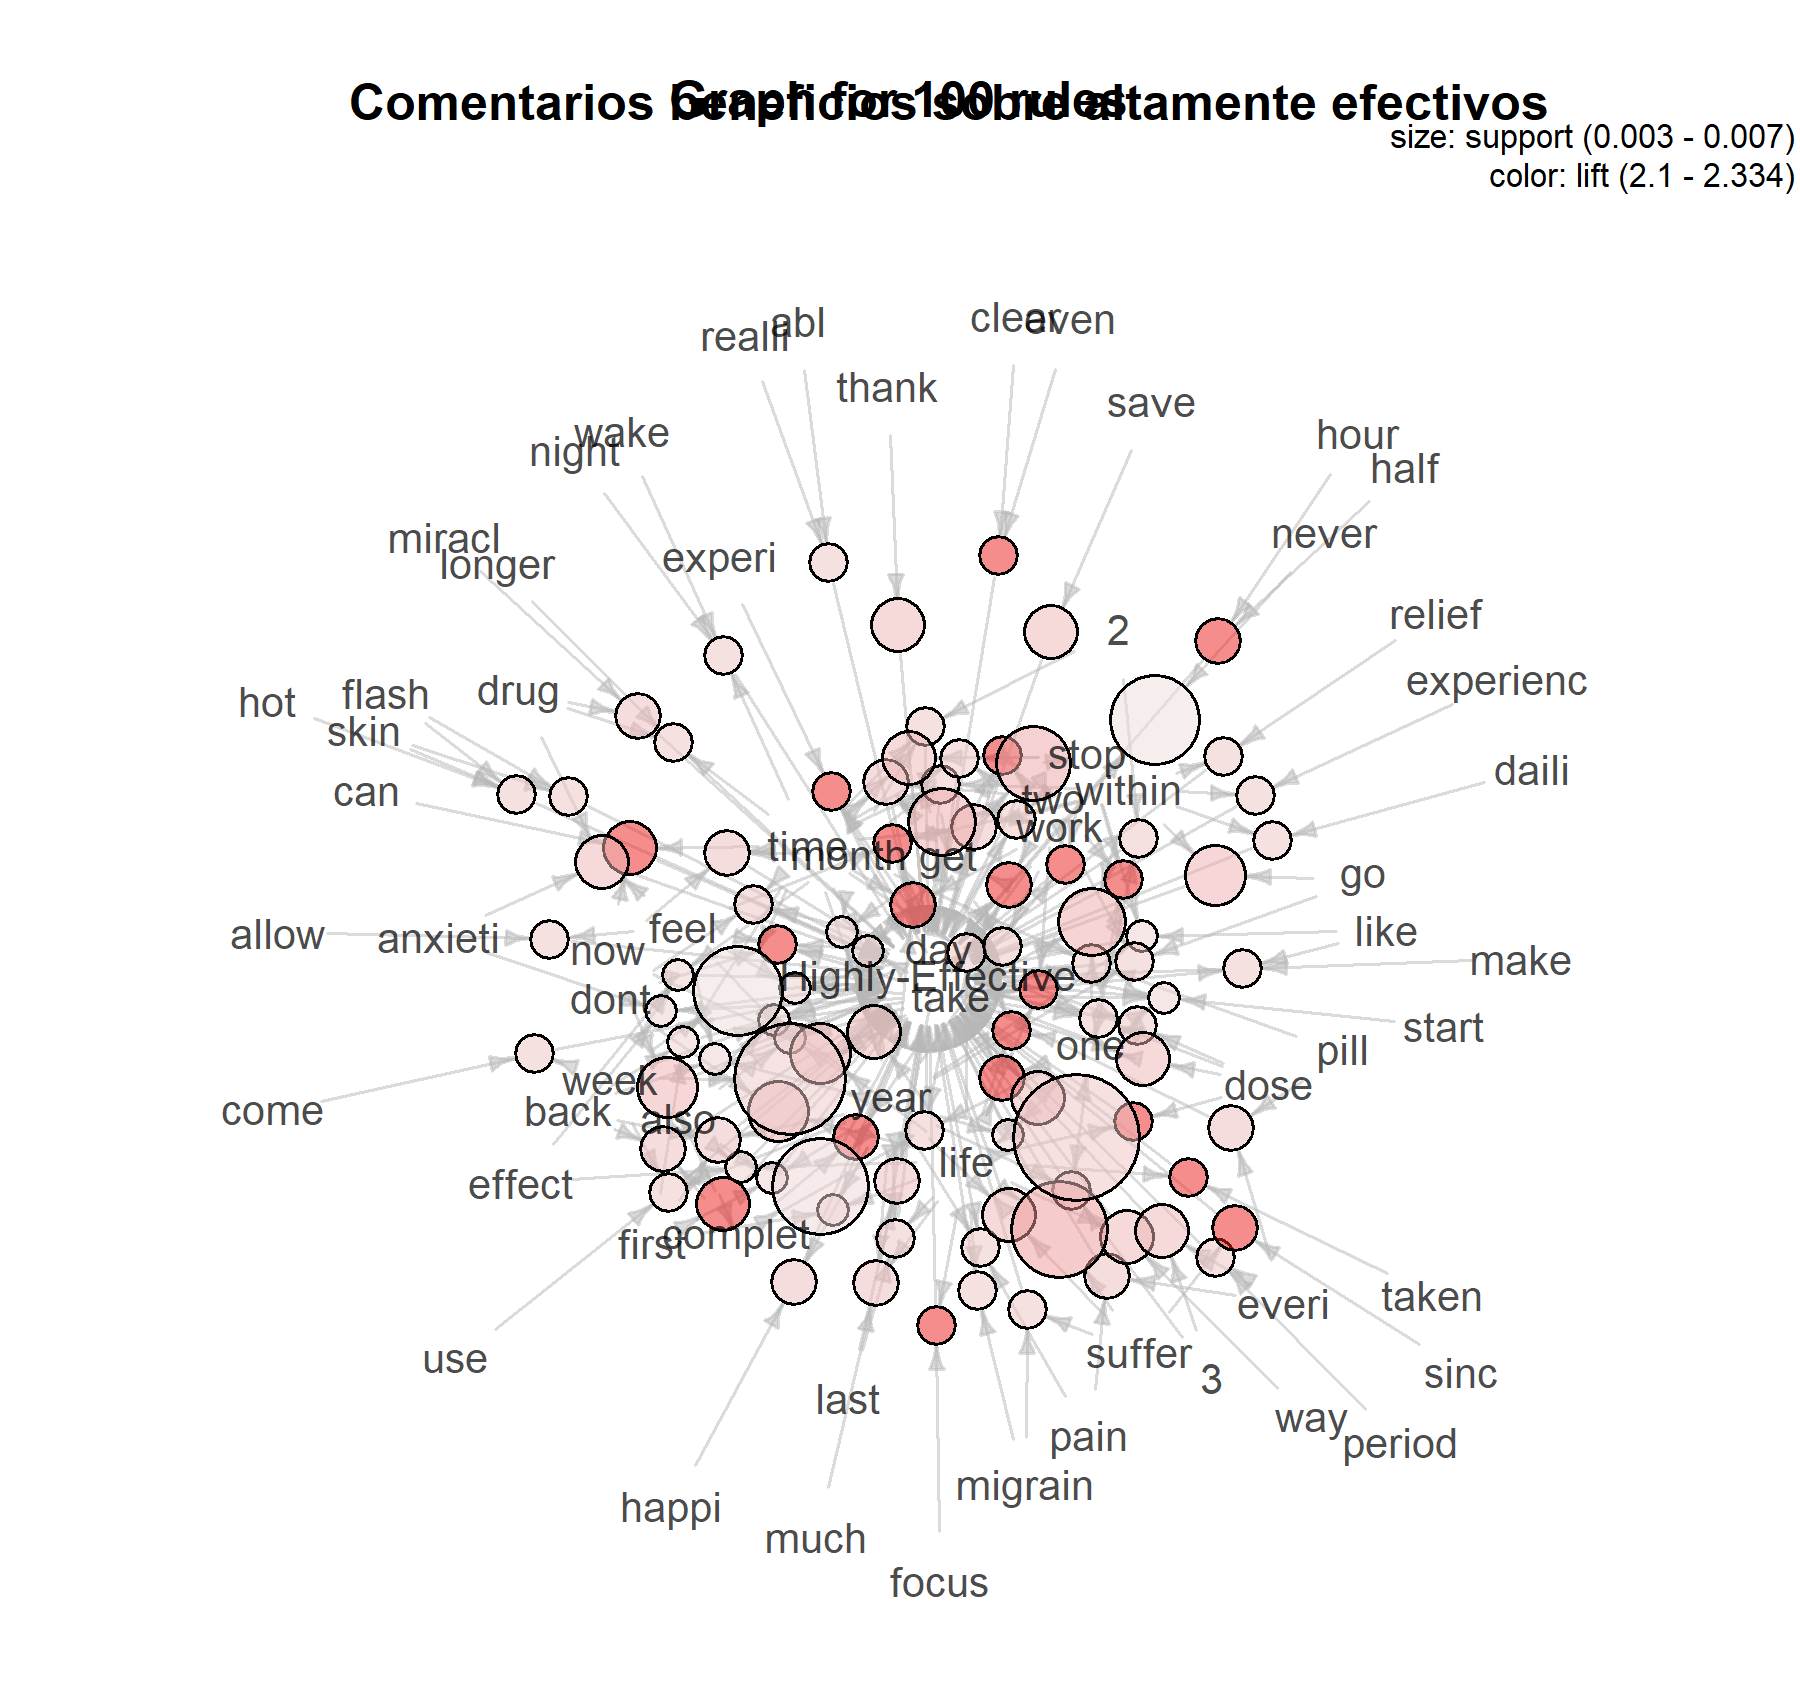 Comentarios beneficios sobre altamente efectivos
Graph for 100 rules
size: support (0.003 - 0.007)
color: lift (2.1 - 2.334)
abl
realli
clear
even
thank
save
wake
night
hour
half
miracl
longer
experi
never
2
relief
hot
flash
skin
drug
experienc
can
stop
within
two
work
daili
time
month
get
go
allow
anxieti
now
feel
day
like
make
Highly-Effective
dont
take
start
one
pill
come
week
back
also
year
dose
effect
life
first
complet
use
everi
taken
suffer
3
sinc
last
way
period
pain
happi
migrain
much
focus